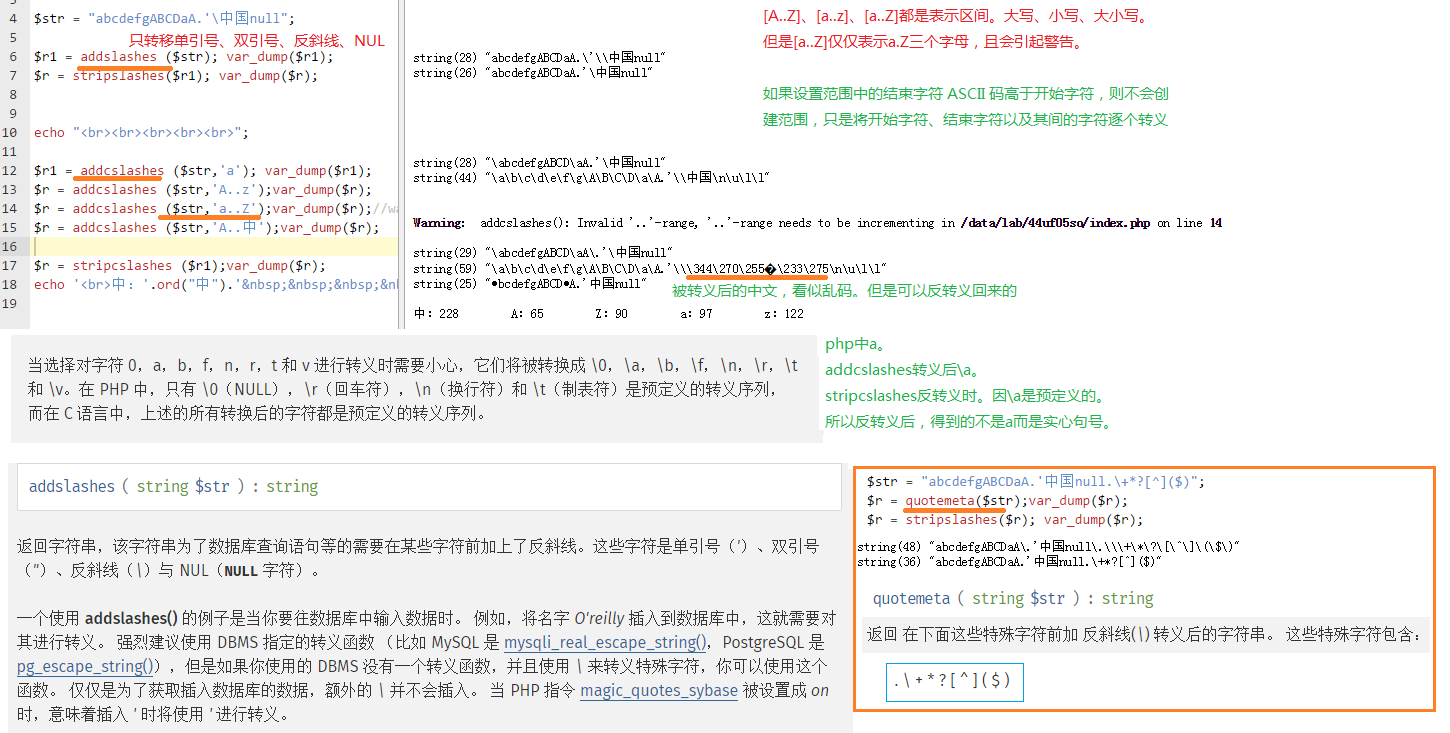 4 $str = "abcdefgABCDaA.'\中国null";
5 只转移单引号、双引号、反斜线、NUL
6 $r1 = addslashes ($str); var_dump($r1);
7 $r = stripslashes($r1); var_dump($r);
8
9
10 echo "<br><br><br><br><br>";
11
12 $r1 = addcslashes ($str,'a'); var_dump($r1);
13 $r = addcslashes ($str,'A..z');var_dump($r);
14 $r = addcslashes ($str,'a..Z');var_dump($r);//wa
15 $r = addcslashes ($str,'A..中');var_dump($r);
16
17 $r = stripcslashes ($r1);var_dump($r);
18 echo '<br>中: '.ord("中").'&nbsp;&nbsp;&nbsp;&n
19
[A..Z]、[a..z]、[a..Z]都是表示区间。大写、小写、大小写。
但是[a..Z]仅仅表示a.Z三个字母，且会引起警告。
string(28) "abcdefgABCDaA.\'\\中国null"
string(26) "abcdefgABCDaA.'\中国null"
如果设置范围中的结束字符 ASCII 码高于开始字符，则不会创
建范围，只是将开始字符、结束字符以及其间的字符逐个转义
string(28) "\abcdefgABCD\aA.'\中国null"
string(44) "\a\b\c\d\e\f\g\A\B\C\D\a\A.'\\中国\n\u\l\l"
Warning: addcslashes(): Invalid '..'-range, '..'-range needs to be incrementing in /data/lab/44uf05so/index.php on line 14
string(29) "\abcdefgABCD\aA\.'\中国null"
string(59) "\a\b\c\d\e\f\g\A\B\C\D\a\A.'\\\344\270\255�\233\275\n\u\l\l"
string(25) "•bcdefgABCD•A.'中国null"
被转义后的中文，看似乱码。但是可以反转义回来的
中: 228 A: 65 Z: 90 a: 97 z: 122
当选择对字符 0，a，b，f，n，r，t 和 v 进行转义时需要小心，它们将被转换成 \0，\a，\b，\f，\n，\r，\t
和 \v。在 PHP 中，只有 \0（NULL），\r（回车符），\n（换行符）和 \t（制表符）是预定义的转义序列，
而在 C 语言中，上述的所有转换后的字符都是预定义的转义序列。
php中a。
addcslashes转义后\a。
stripcslashes反转义时。因\a是预定义的。
所以反转义后，得到的不是a而是实心句号。
addslashes ( string $str ) : string
返回字符串，该字符串为了数据库查询语句等的需要在某些字符前加上了反斜线。这些字符是单引号（'）、双引号
（"）、反斜线（\）与 NUL（NULL 字符）。
一个使用 addslashes() 的例子是当你要往数据库中输入数据时。 例如，将名字 O'reilly 插入到数据库中，这就需要对
其进行转义。 强烈建议使用 DBMS 指定的转义函数 （比如 MySQL 是 mysqli_real_escape_string()，PostgreSQL 是
pg_escape_string()），但是如果你使用的 DBMS 没有一个转义函数，并且使用 \ 来转义特殊字符，你可以使用这个
函数。 仅仅是为了获取插入数据库的数据，额外的 \ 并不会插入。 当 PHP 指令 magic_quotes_sybase 被设置成 on
时，意味着插入 ' 时将使用 ' 进行转义。
$str = "abcdefgABCDaA.'中国null.\+*?[^]($)";
$r = quotemeta($str);var_dump($r);
$r = stripslashes($r); var_dump($r);
string(48) "abcdefgABCDaA\.'中国null\.\\\+\*\?\[\^\]\(\$\)"
string(36) "abcdefgABCDaA.'中国null.\+*?[^]($)"
quotemeta ( string $str ) : string
返回 在下面这些特殊字符前加 反斜线(\) 转义后的字符串。 这些特殊字符包含：
. \ + * ? [ ^ ] ( $ )